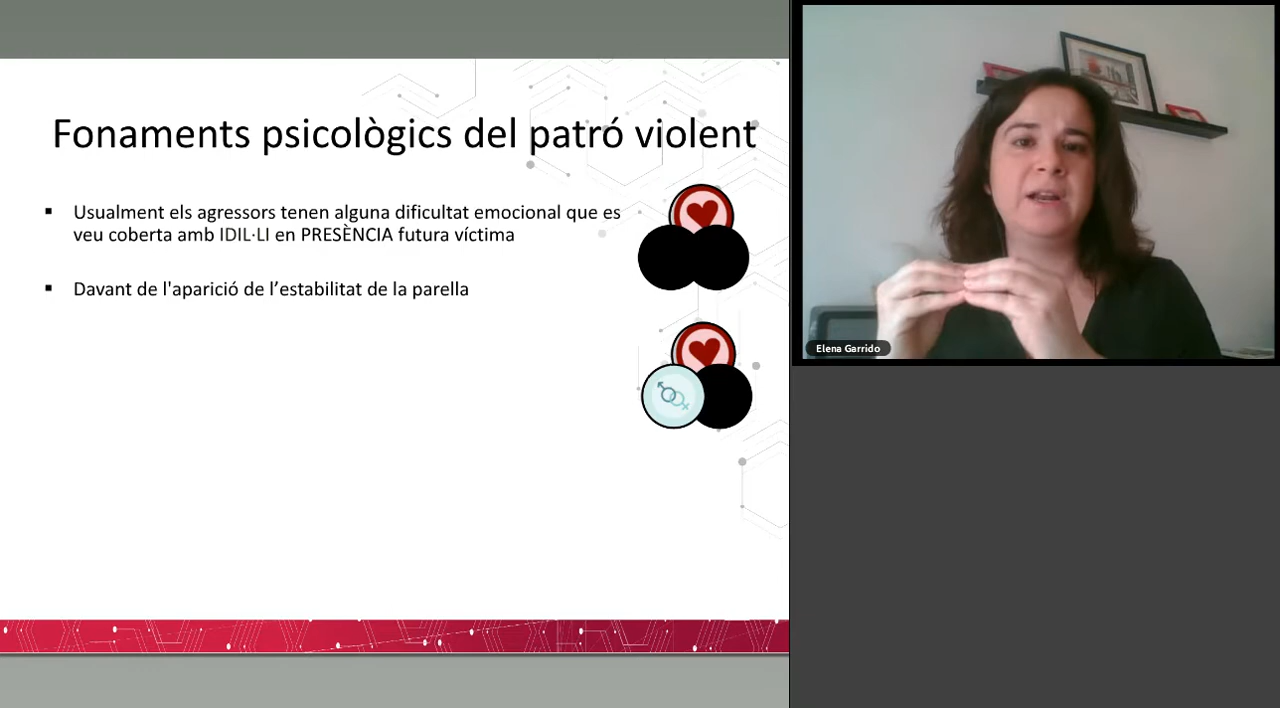 Fonaments psicològics del patró violent
▪ Usualment els agressors tenen alguna dificultat emocional que es
veu coberta amb IDIL·LI en PRESÈNCIA futura víctima
▪ Davant de l'aparició de l’estabilitat de la parella
Elena Garrido